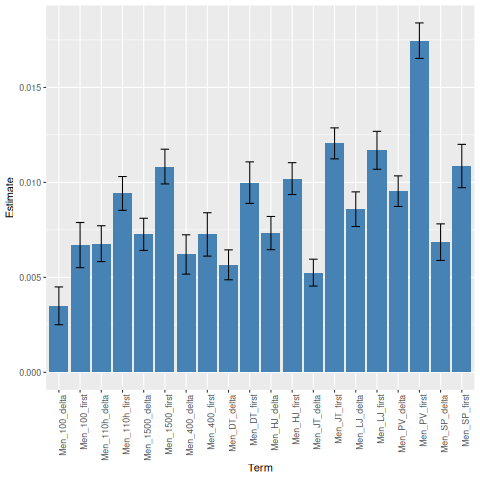 Estimate
0.015
0.010
0.005
0.000
Men_100_delta
Men_100_first
Men_110h_delta
Men_110h_first
Men_1500_delta
Men_1500_first
Men_400_delta
Men_400_first
Men_DT_delta
Men_DT_first
Men_HJ_delta
Men_HJ_first
Men_JT_delta
Men_JT_first
Men_LJ_delta
Men_LJ_first
Men_PV_delta
Men_PV_first
Men_SP_delta
Men_SP_first
Term